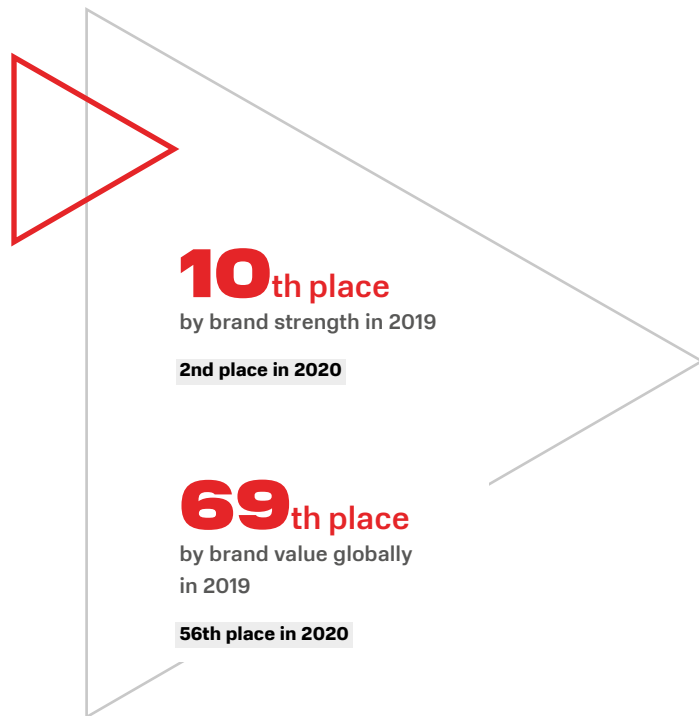 10th place
by brand strength in 2019
2nd place in 2020
69th place
by brand value globally
in 2019
56th place in 2020